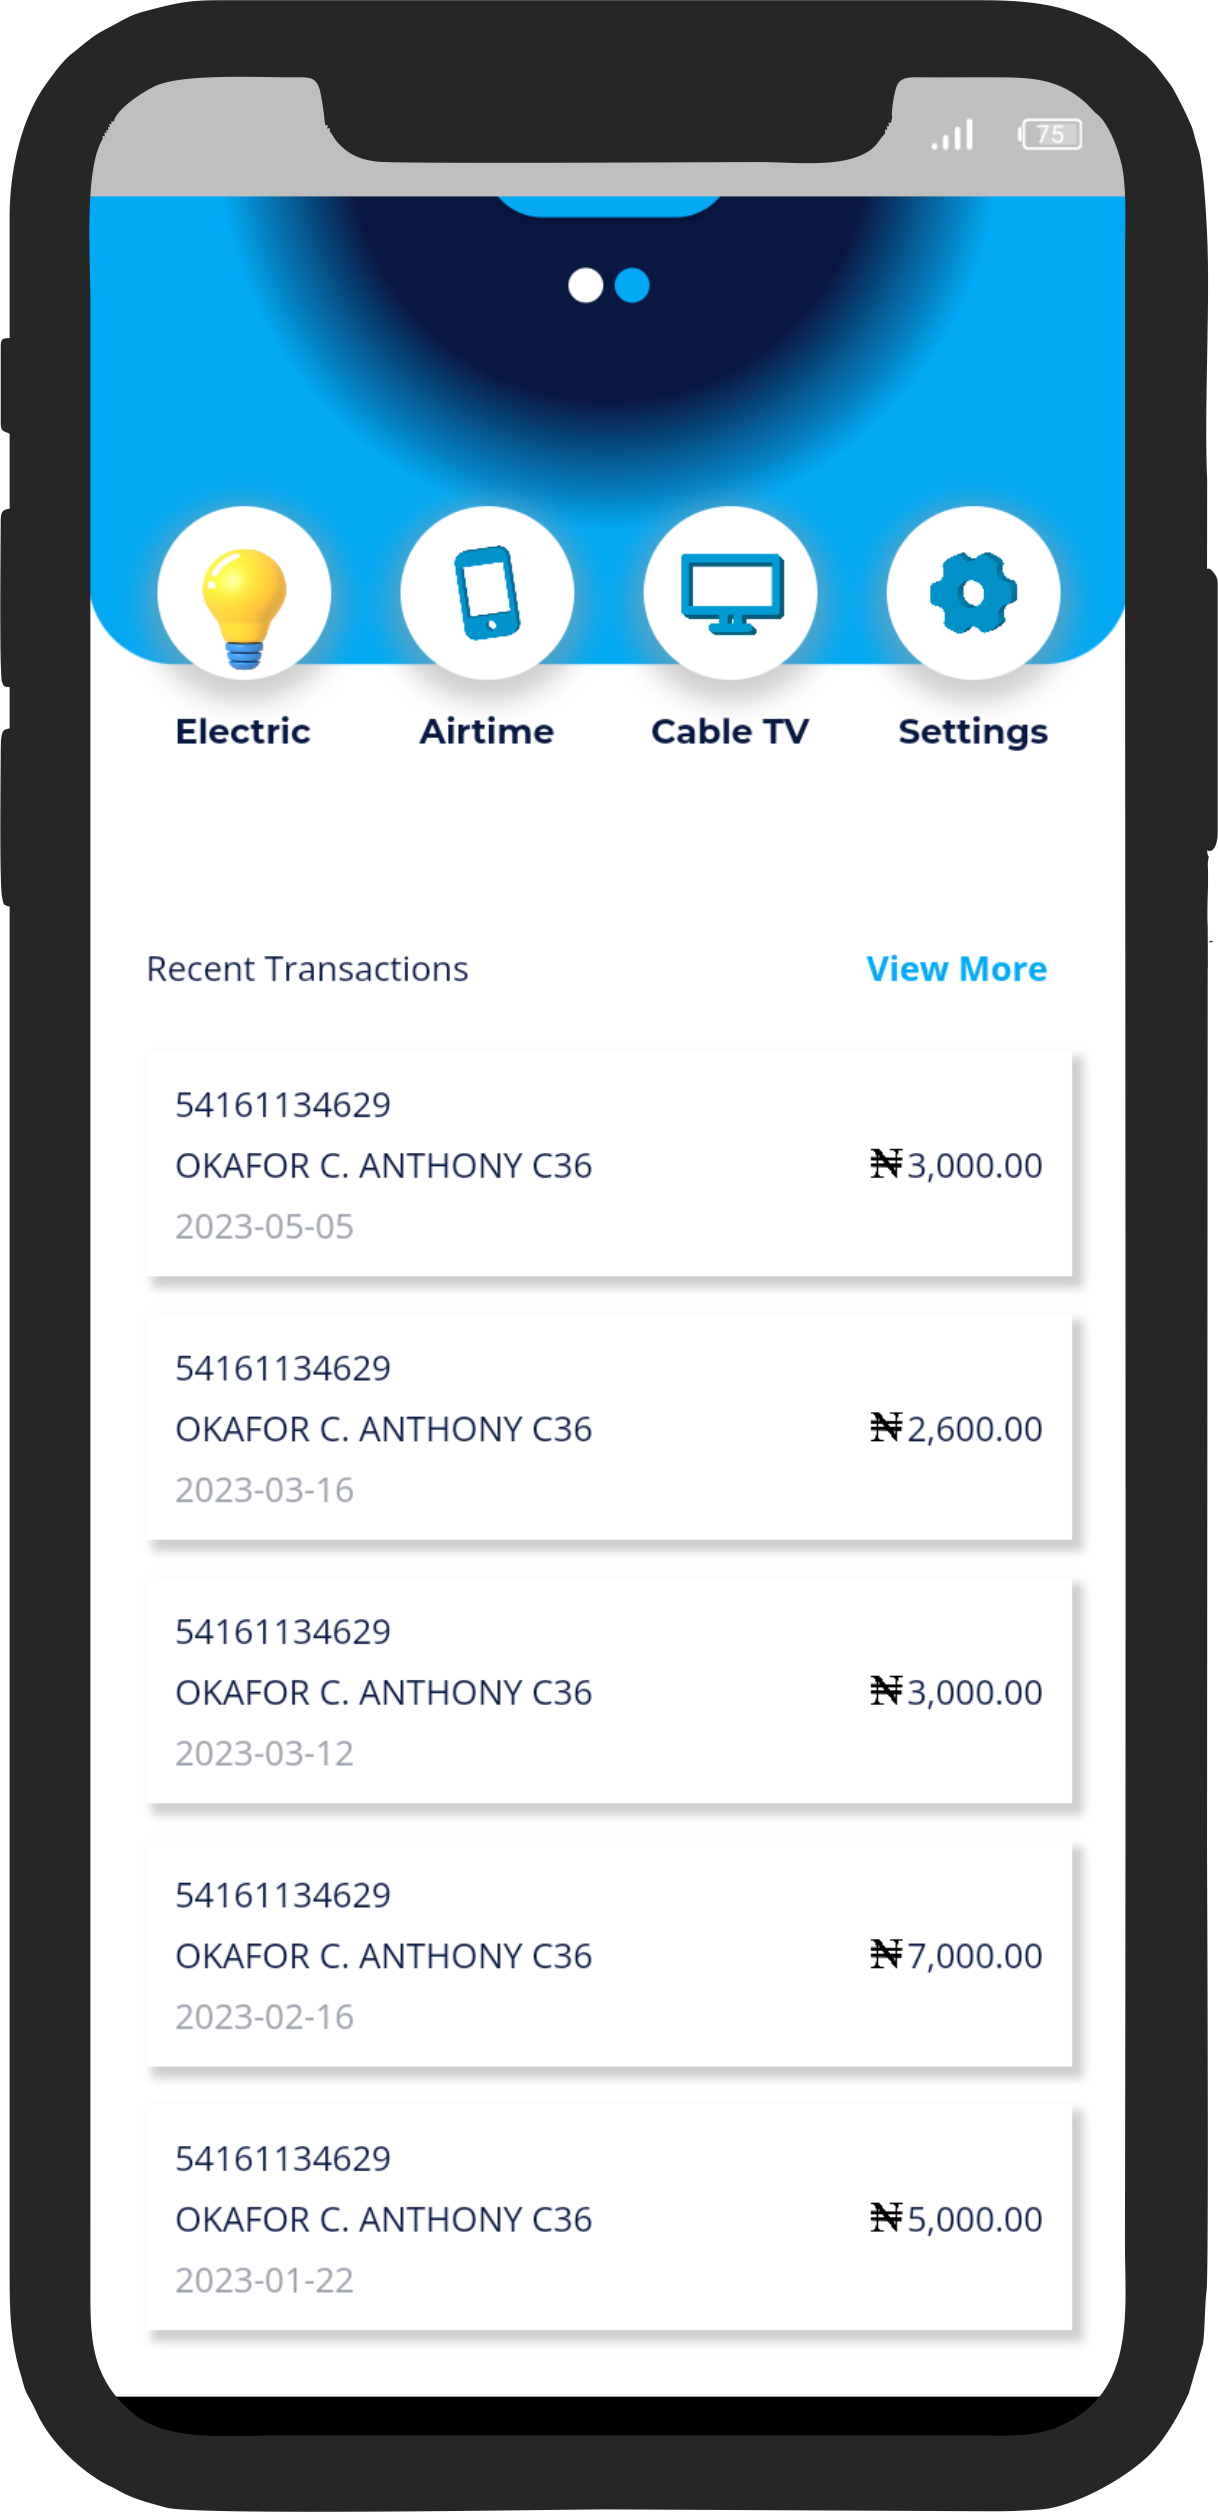 75
Electric
Airtime
Cable TV
Settings
Recent Transactions
View More
54161134629
OKAFOR C. ANTHONY C36
₦3,000.00
2023-05-05
54161134629
OKAFOR C. ANTHONY C36
₦2,600.00
2023-03-16
54161134629
OKAFOR C. ANTHONY C36
₦3,000.00
2023-03-12
54161134629
OKAFOR C. ANTHONY C36
₦7,000.00
2023-02-16
54161134629
OKAFOR C. ANTHONY C36
₦5,000.00
2023-01-22